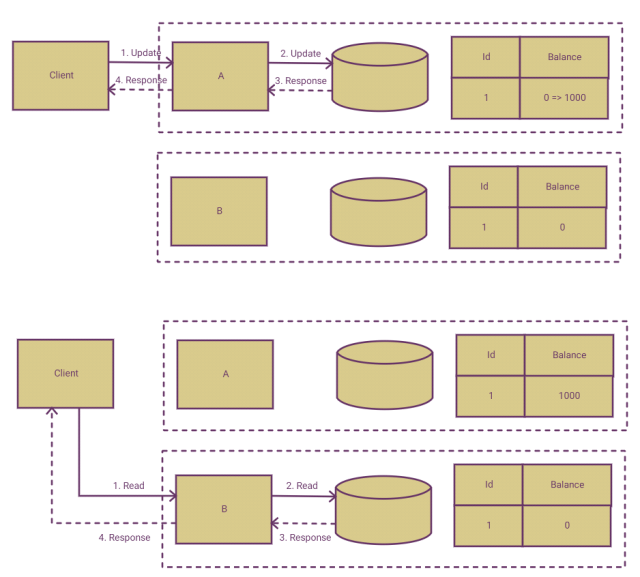 Client
1. Update
4. Response
A
2. Update
3. Response
Id Balance
1 0 => 1000
B
Id Balance
1 0
Client
A
Id Balance
1 1000
1. Read
4. Response
B
2. Read
3. Response
Id Balance
1 0